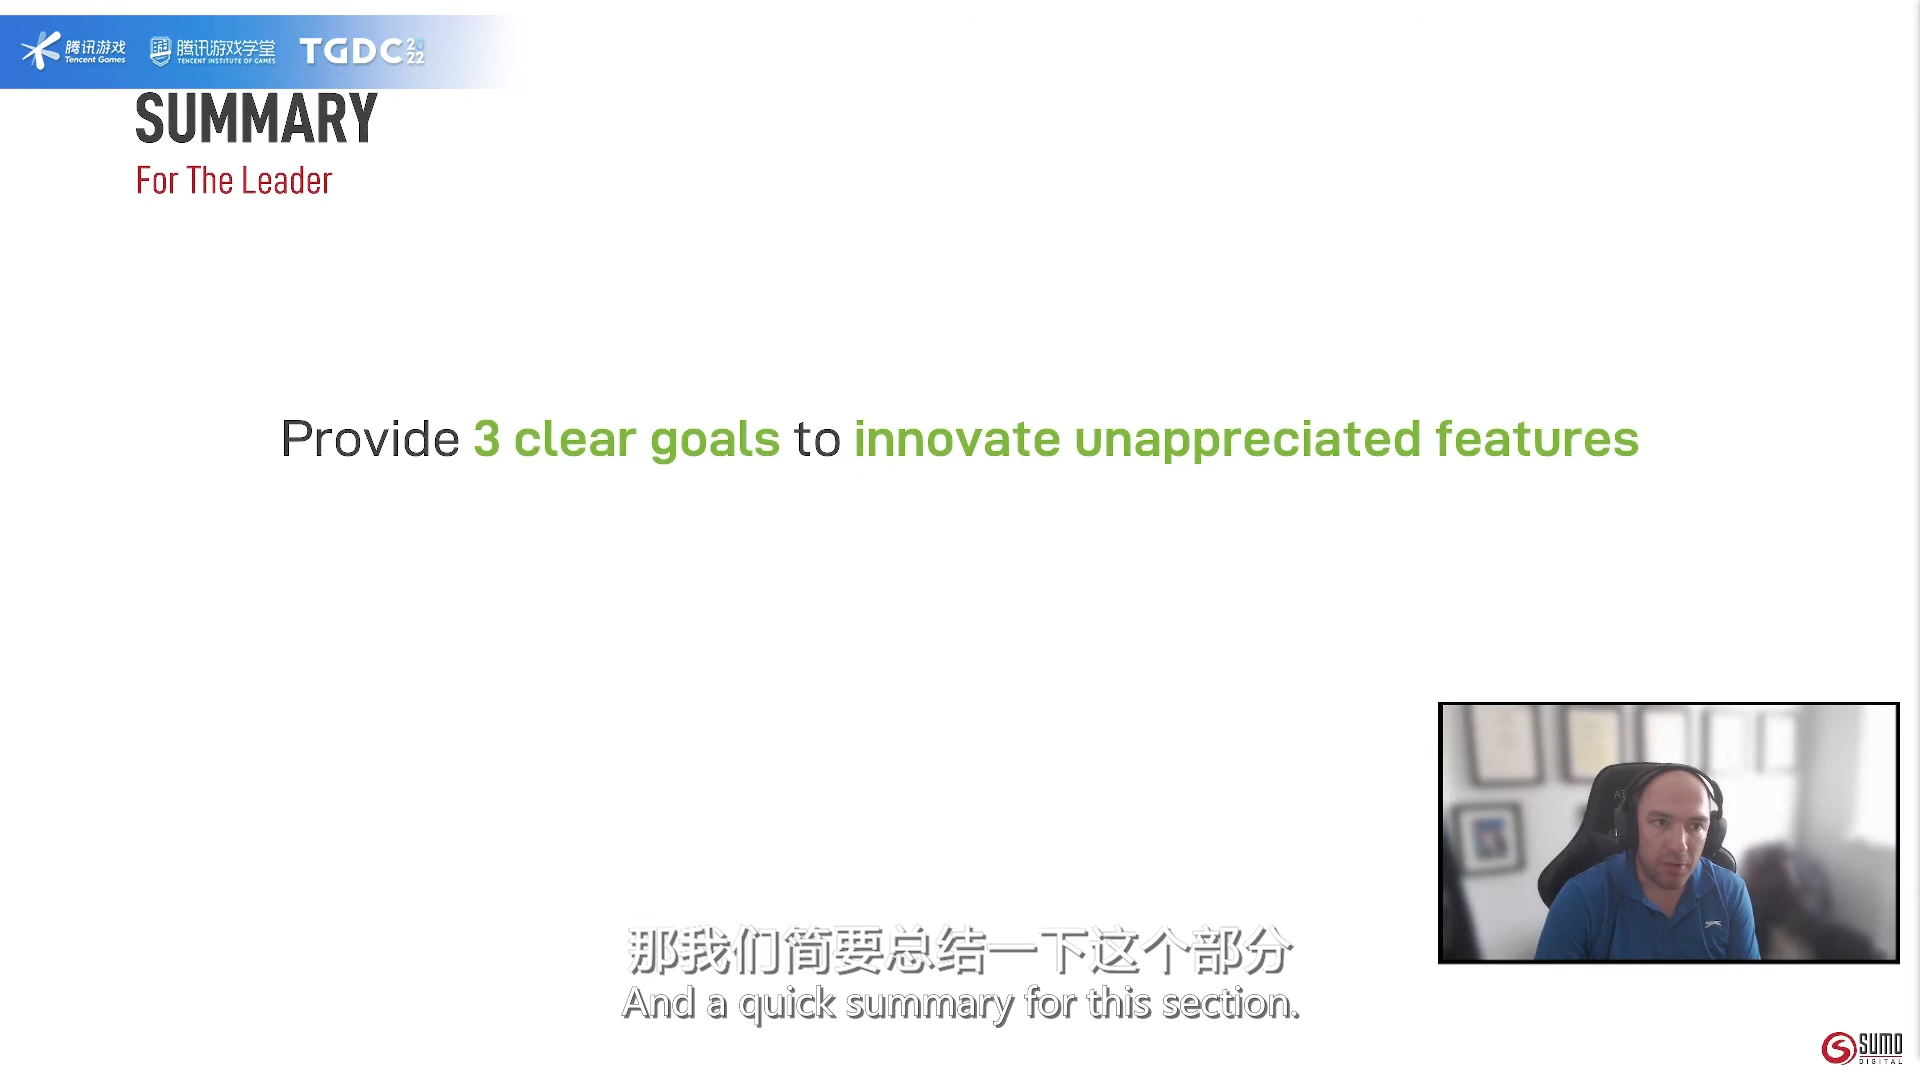 腾讯游戏
Tencent Games
腾讯游戏学堂
TENCENT INSTITUTE OF GAMES
TGDC 2022
SUMMARY
For The Leader
Provide 3 clear goals to innovate unappreciated features
那我们简要总结一下这个部分
And a quick summary for this section.
SUMO
DIGITAL